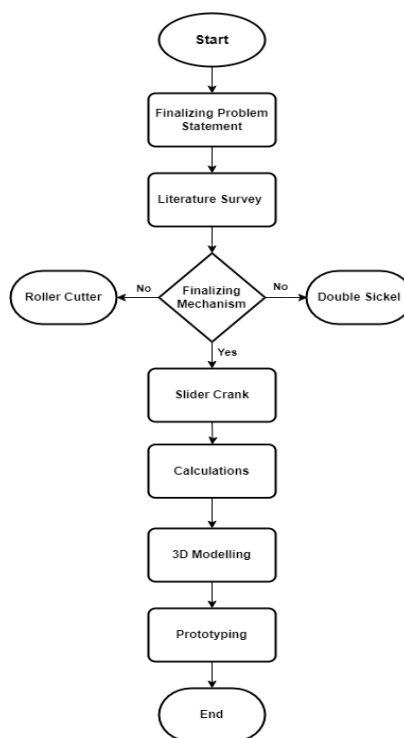 Start
Finalizing Problem
Statement
Literature Survey
Roller Cutter
No
Finalizing
Mechanism
No
Double Sickel
Yes
Slider Crank
Calculations
3D Modelling
Prototyping
End